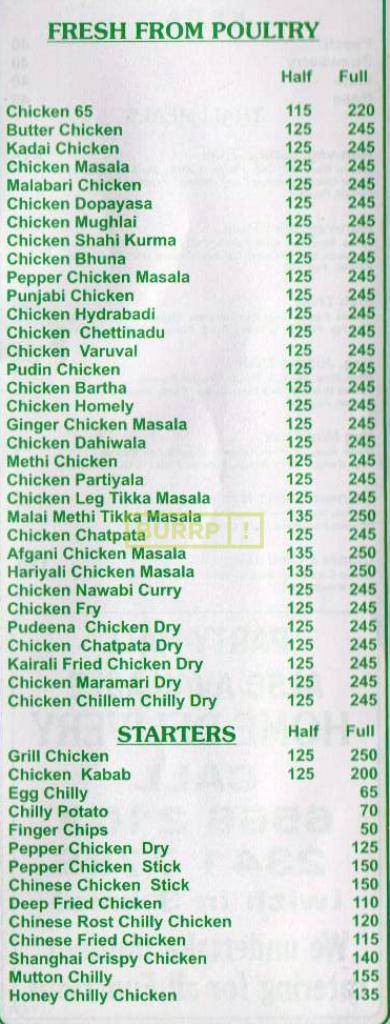 FRESH FROM POULTRY
Half Full
Chicken 65 115 220
Butter Chicken 125 245
Kadai Chicken 125 245
Chicken Masala 125 245
Malabari Chicken 125 245
Chicken Dopayasa 125 245
Chicken Mughlai 125 245
Chicken Shahi Kurma 125 245
Chicken Bhuna 125 245
Pepper Chicken Masala 125 245
Punjabi Chicken 125 245
Chicken Hydrabadi 125 245
Chicken Chettinadu 125 245
Chicken Varuval 125 245
Pudin Chicken 125 245
Chicken Bartha 125 245
Chicken Homely 125 245
Ginger Chicken Masala 125 245
Chicken Dahiwala 125 245
Methi Chicken 125 245
Chicken Partiyala 125 245
Chicken Leg Tikka Masala 125 245
Malai Methi Tikka Masala 135 250
BURRP !
Chicken Chatpata 125 245
Afgani Chicken Masala 135 250
Hariyali Chicken Masala 135 250
Chicken Nawabi Curry 125 245
Chicken Fry 125 245
Pudeena Chicken Dry 125 245
Chicken Chatpata Dry 125 245
Kairali Fried Chicken Dry 125 245
Chicken Maramari Dry 125 245
Chicken Chillem Chilly Dry 125 245
STARTERS Half Full
Grill Chicken 125 250
Chicken Kabab 125 200
Egg Chilly 65
Chilly Potato 70
Finger Chips 50
Pepper Chicken Dry 125
Pepper Chicken Stick 150
Chinese Chicken Stick 150
Deep Fried Chicken 110
Chinese Rost Chilly Chicken 120
Chinese Fried Chicken 115
Shanghai Crispy Chicken 140
Mutton Chilly 155
Honey Chilly Chicken 135